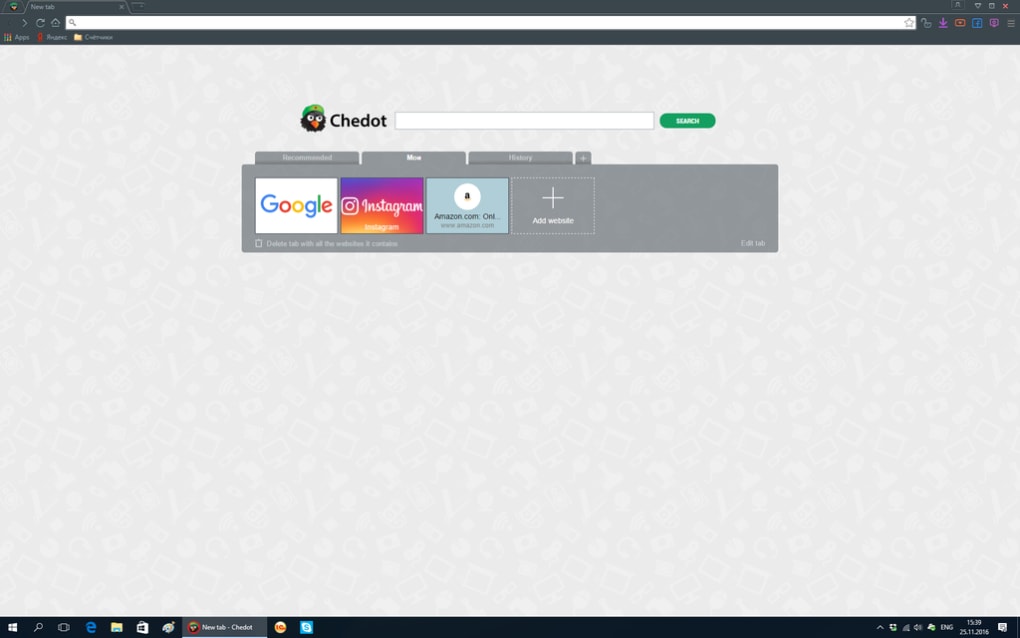 New tab
Apps Яндекс Счётчики
Chedot SEARCH
Recommended Мое History +
Google Instagram Amazon.com: Onl...
Instagram www.amazon.com Add website
Delete tab with all the websites it contains Edit tab
New tab - Chedot ENG 15:39
25.11.2016